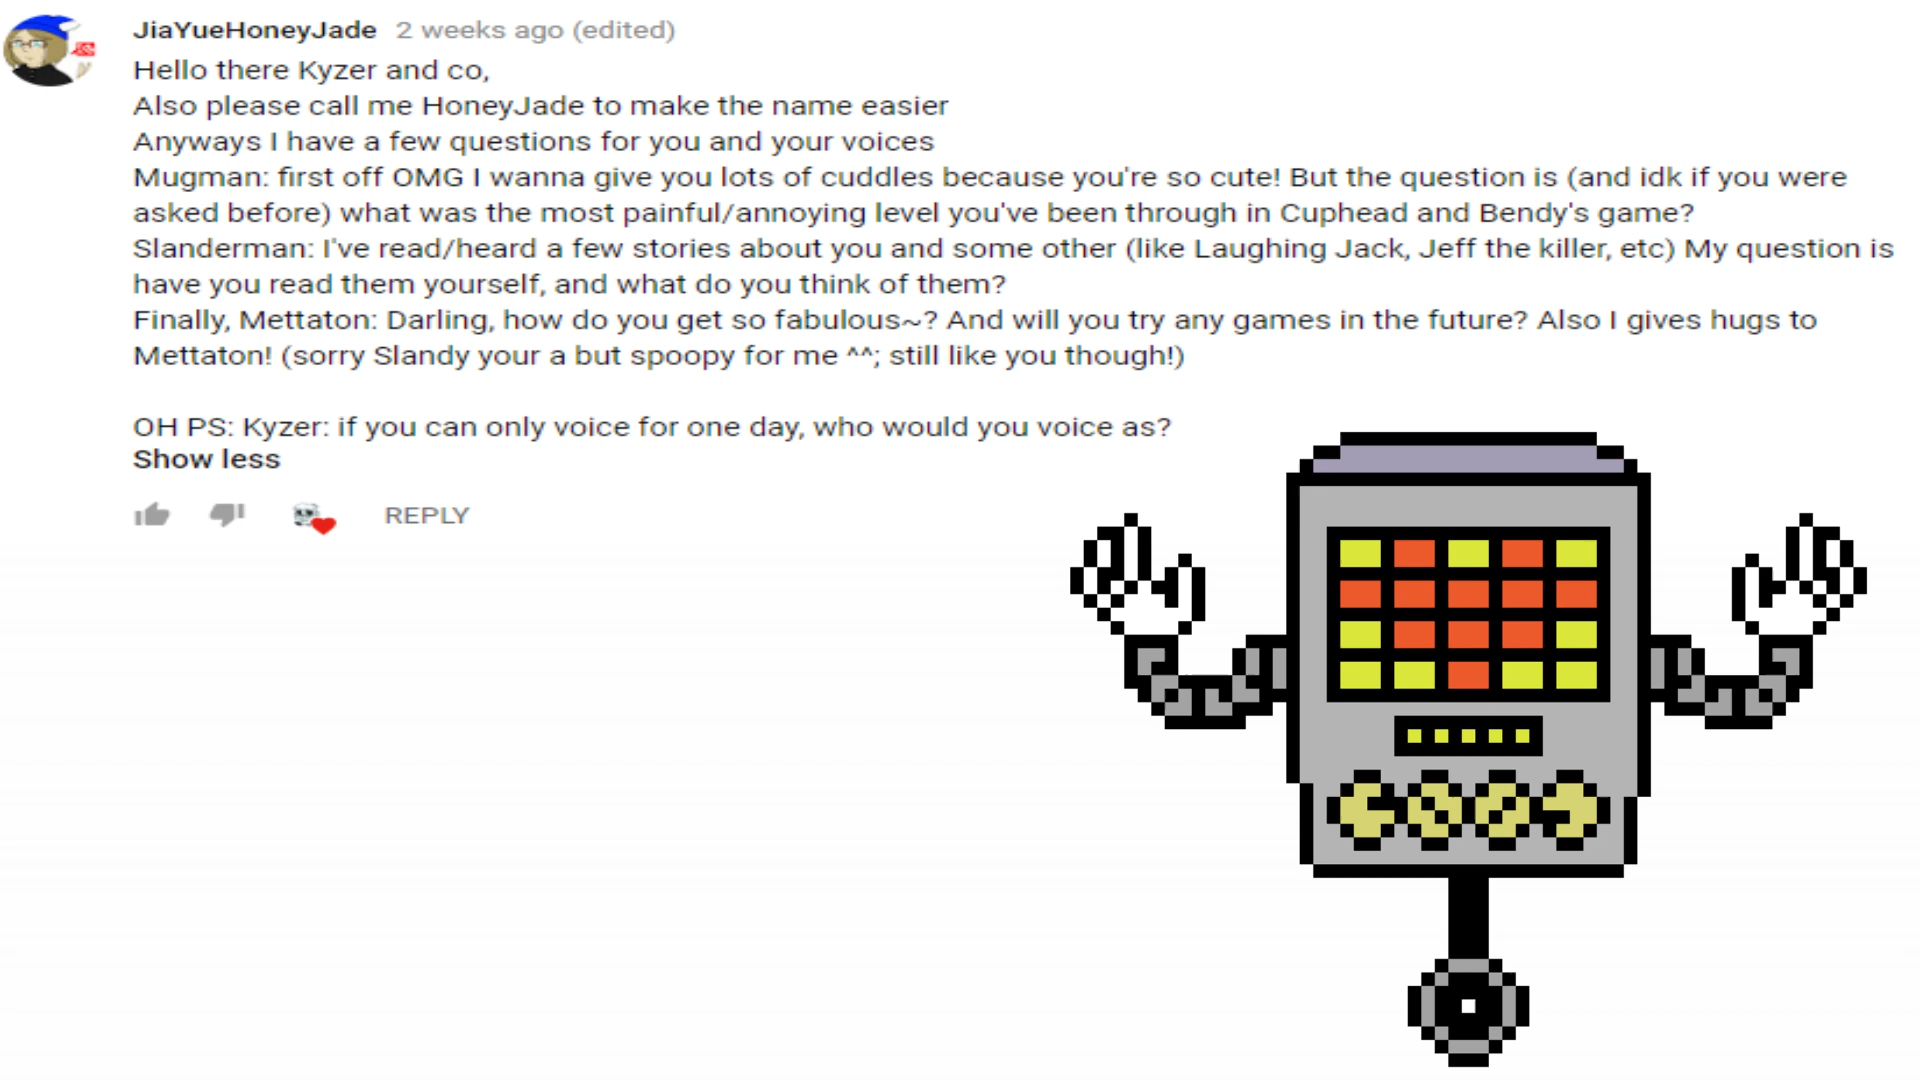 JiaYueHoneyJade 2 weeks ago (edited)
Hello there Kyzer and co,
Also please call me HoneyJade to make the name easier
Anyways I have a few questions for you and your voices
Mugman: first off OMG I wanna give you lots of cuddles because you're so cute! But the question is (and idk if you were
asked before) what was the most painful/annoying level you've been through in Cuphead and Bendy's game?
Slanderman: I've read/heard a few stories about you and some other (like Laughing Jack, Jeff the killer, etc) My question is
have you read them yourself, and what do you think of them?
Finally, Mettaton: Darling, how do you get so fabulous~? And will you try any games in the future? Also I gives hugs to
Mettaton! (sorry Slandy your a but spoopy for me ^^; still like you though!)
OH PS: Kyzer: if you can only voice for one day, who would you voice as?
Show less
REPLY